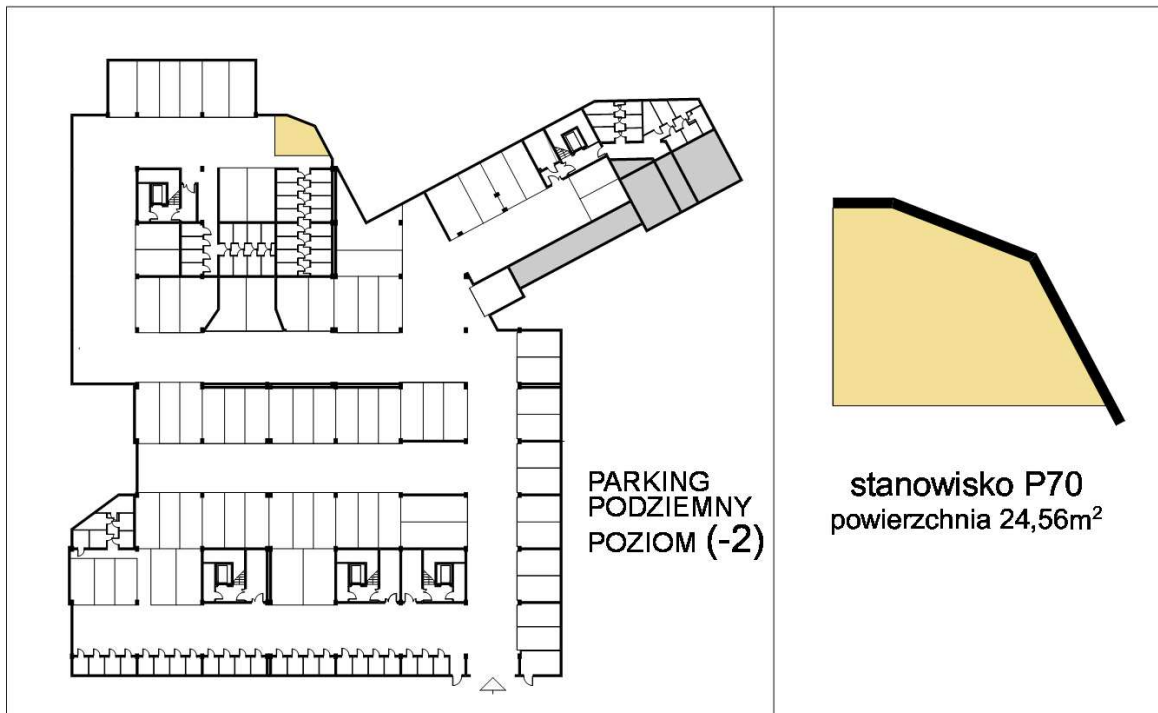 PARKING
PODZIEMNY
POZIOM (-2)
stanowisko P70
powierzchnia 24,56m²